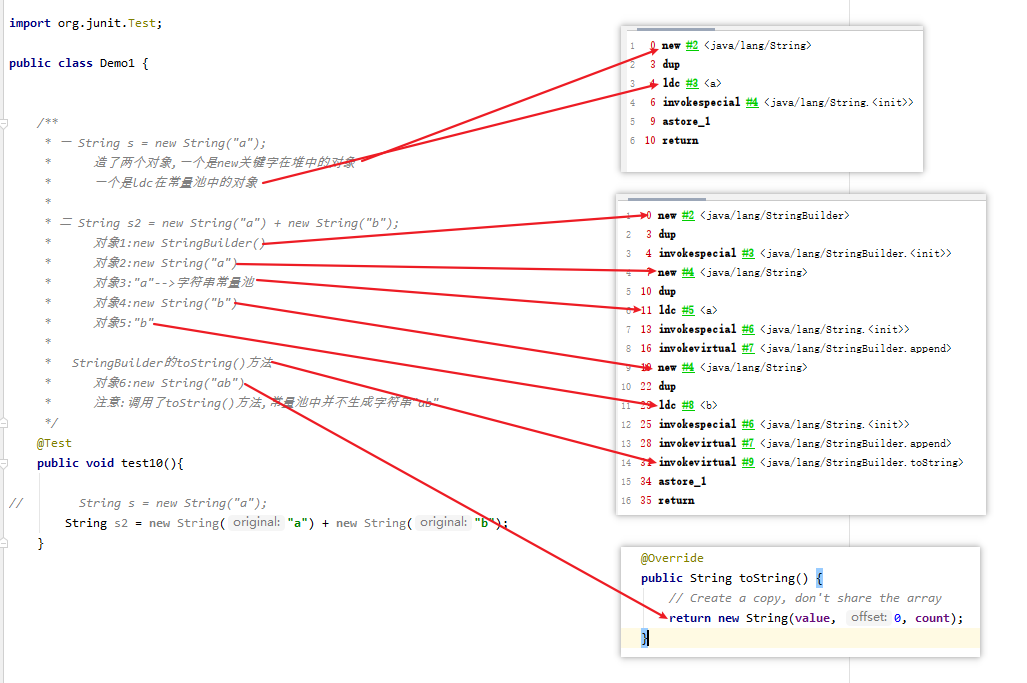 import org.junit.Test;
public class Demo1 {
/**
* 一 String s = new String("a");
* 造了两个对象,一个是new关键字在堆中的对象
* 一个是ldc在常量池中的对象
*
* 二 String s2 = new String("a") + new String("b");
* 对象1:new StringBuilder()
* 对象2:new String("a")
* 对象3:"a"-->字符串常量池
* 对象4:new String("b")
* 对象5:"b"
*
* StringBuilder的toString()方法
* 对象6:new String("ab")
* 注意:调用了toString()方法,常量池中并不生成字符串"ab"
*/
@Test
public void test10(){
// String s = new String("a");
String s2 = new String( original: "a") + new String( original: "b");
}
1 0 new #2 <java/lang/String>
2 3 dup
3 4 ldc #3 <a>
4 6 invokespecial #4 <java/lang/String.<init>>
5 9 astore_1
6 10 return
1 0 new #2 <java/lang/StringBuilder>
2 3 dup
3 4 invokespecial #3 <java/lang/StringBuilder.<init>>
4 7 new #4 <java/lang/String>
5 10 dup
6 11 ldc #5 <a>
7 13 invokespecial #6 <java/lang/String.<init>>
8 16 invokevirtual #7 <java/lang/StringBuilder.append>
9 19 new #4 <java/lang/String>
10 22 dup
11 23 ldc #8 <b>
12 25 invokespecial #6 <java/lang/String.<init>>
13 28 invokevirtual #7 <java/lang/StringBuilder.append>
14 31 invokevirtual #9 <java/lang/StringBuilder.toString>
15 34 astore_1
16 35 return
@Override
public String toString() {
// Create a copy, don't share the array
return new String(value, offset: 0, count);
}